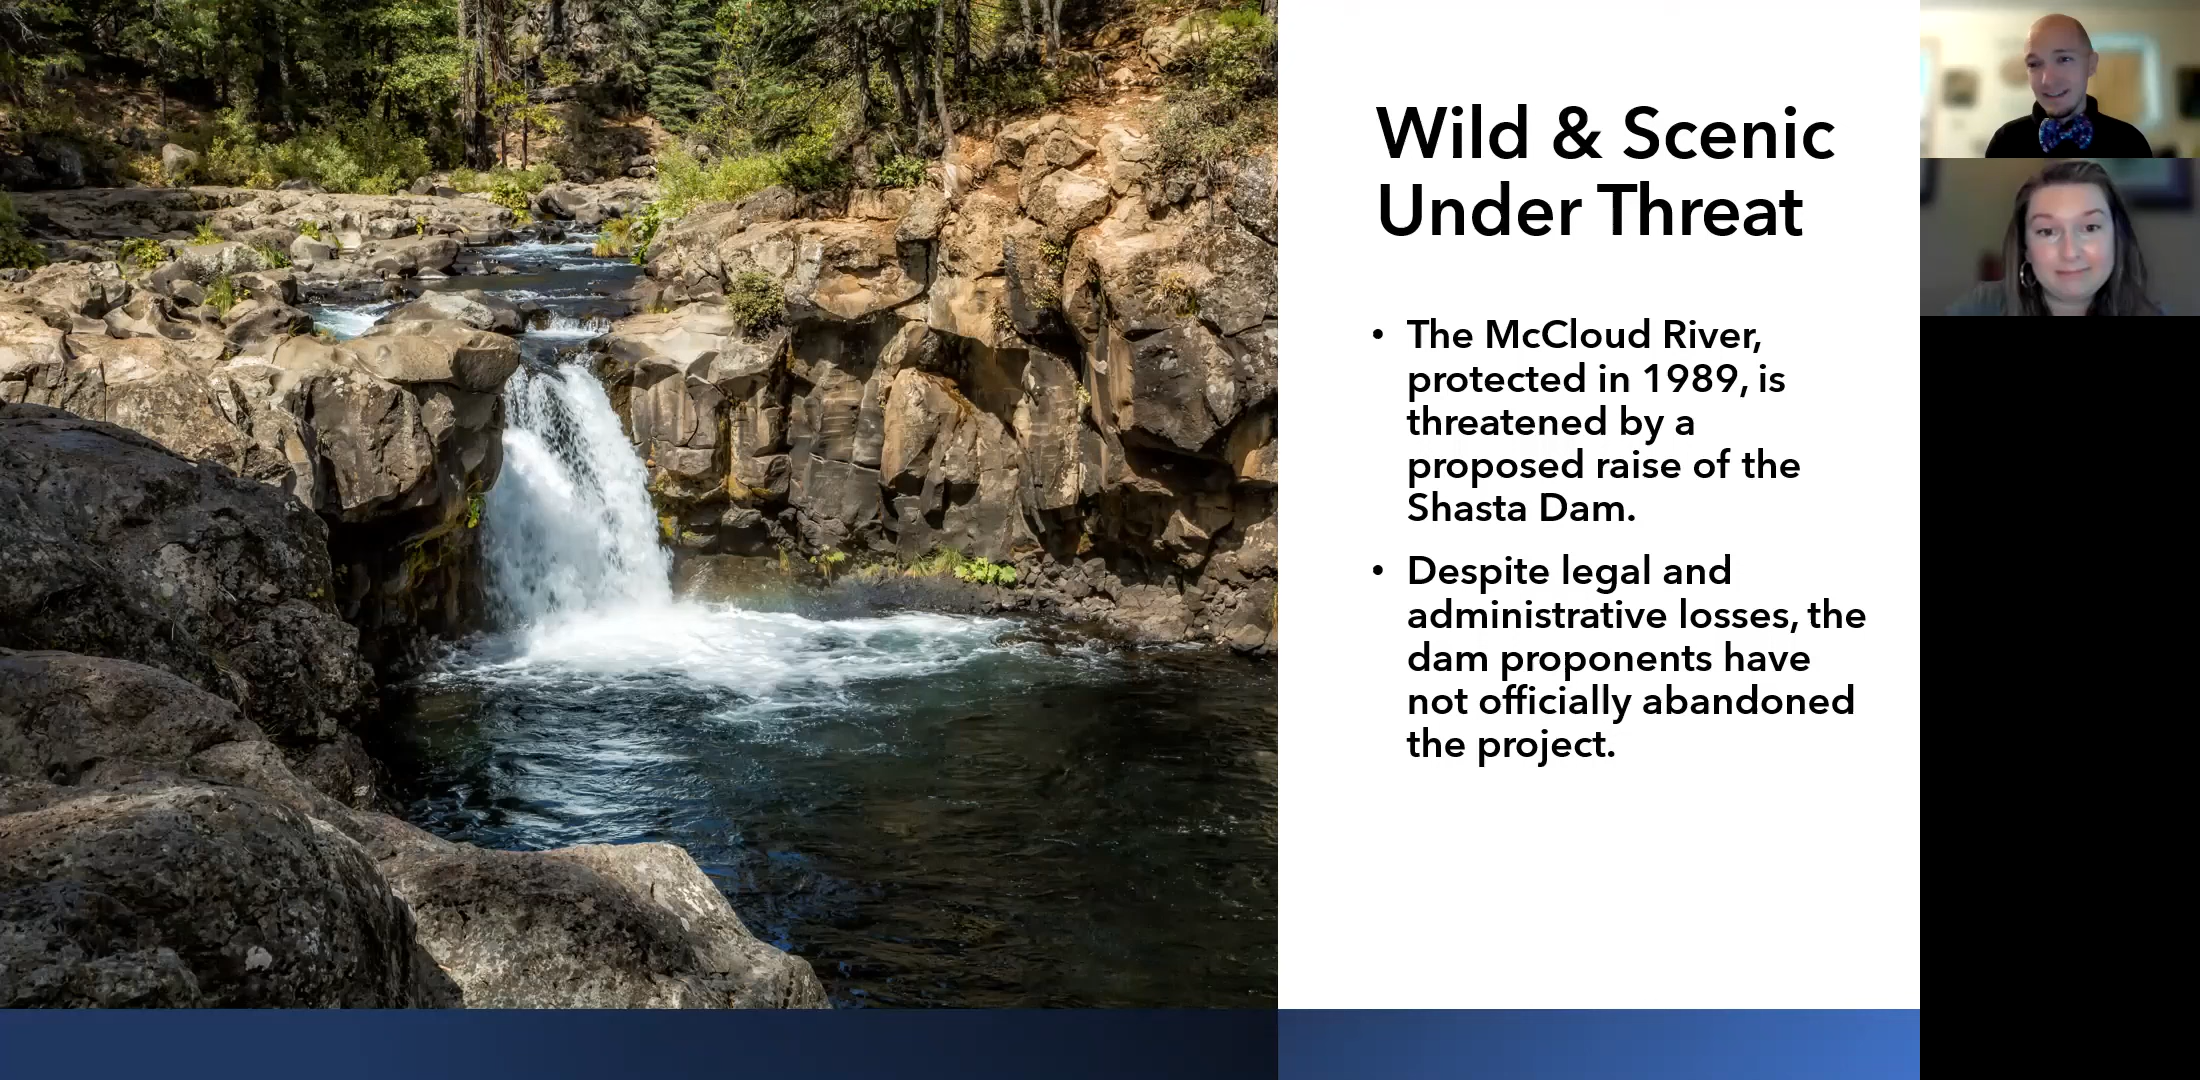 Wild & Scenic
Under Threat
• The McCloud River,
protected in 1989, is
threatened by a
proposed raise of the
Shasta Dam.
• Despite legal and
administrative losses, the
dam proponents have
not officially abandoned
the project.